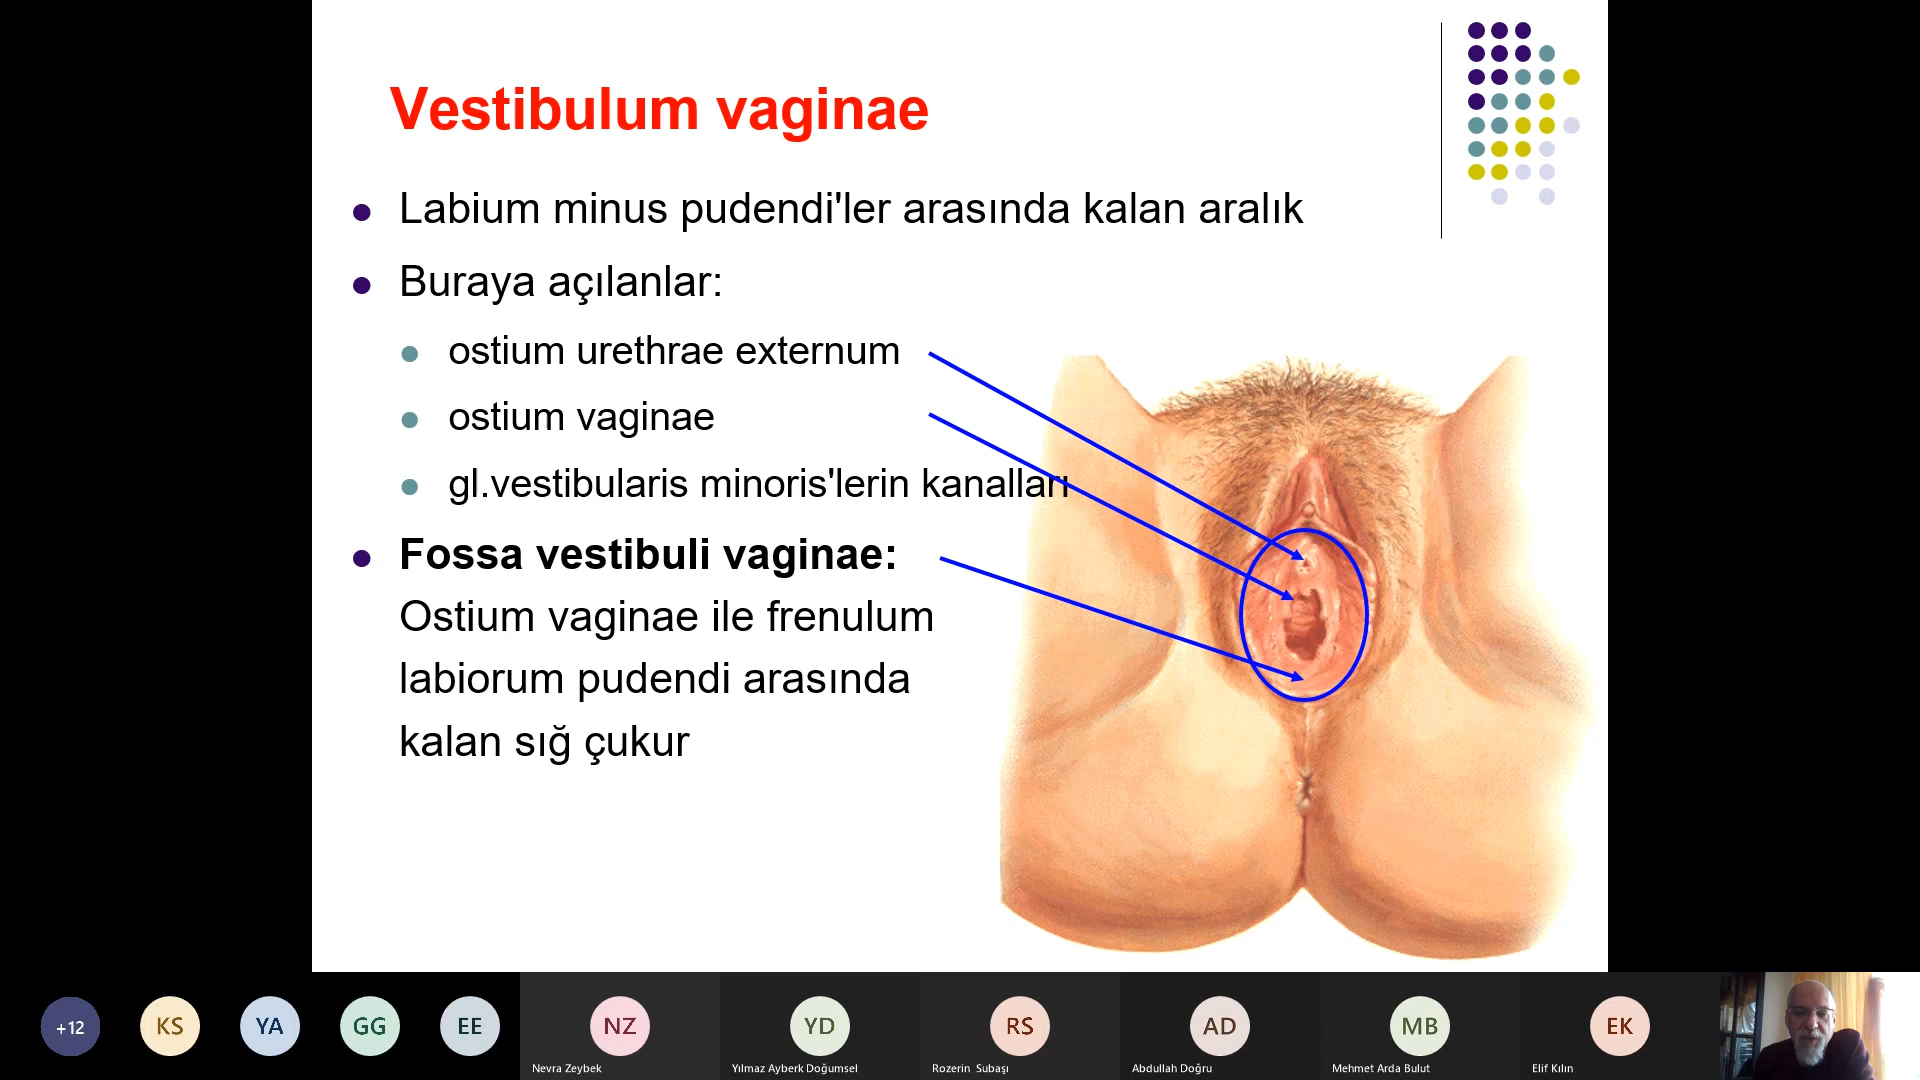 Vestibulum vaginae
Labium minus pudendi'ler arasında kalan aralık
Buraya açılanlar:
ostium urethrae externum
ostium vaginae
gl.vestibularis minoris'lerin kanalları
Fossa vestibuli vaginae:
Ostium vaginae ile frenulum
labiorum pudendi arasında
kalan sığ çukur
+12
KS
YA
GG
EE
NZ
YD
RS
AD
MB
EK
Nevra Zeybek
Yılmaz Ayberk Doğumsel
Rozerin Subaşı
Abdullah Doğru
Mehmet Arda Bulut
Elif Kılın